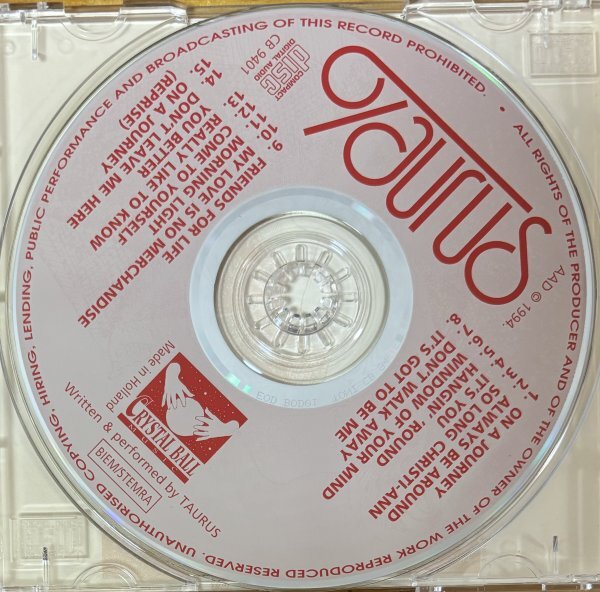 taurus
COMPACT
disc
DIGITAL AUDIO
CB 9401
AAD © 1994.
1. ON A JOURNEY
2. ALWAYS BE AROUND
3. SO LONG CHRISTI-ANN
4. IT'S YOU
5. HANGIN' 'ROUND
6. WINDOW OF YOUR MIND
7. DON'T WALK AWAY
8. IT'S GOT TO BE ME
9. FRIENDS FOR LIFE
10. MY LOVE IS NO MERCHANDISE
11. MORNING LIGHT
12. COME TO YOURSELF
13. REALLY LIKE TO KNOW
14. YOU BETTER
DON'T LEAVE ME HERE
15. ON A JOURNEY
(REPRISE)
Made in Holland
CRYSTAL BALL
MUSIC
Written & performed by TAURUS
BIEM/STEMRA
• ALL RIGHTS OF THE PRODUCER AND OF THE OWNER OF THE WORK REPRODUCED RESERVED. UNAUTHORISED COPYING, HIRING, LENDING, PUBLIC PERFORMANCE AND BROADCASTING OF THIS RECORD PROHIBITED.